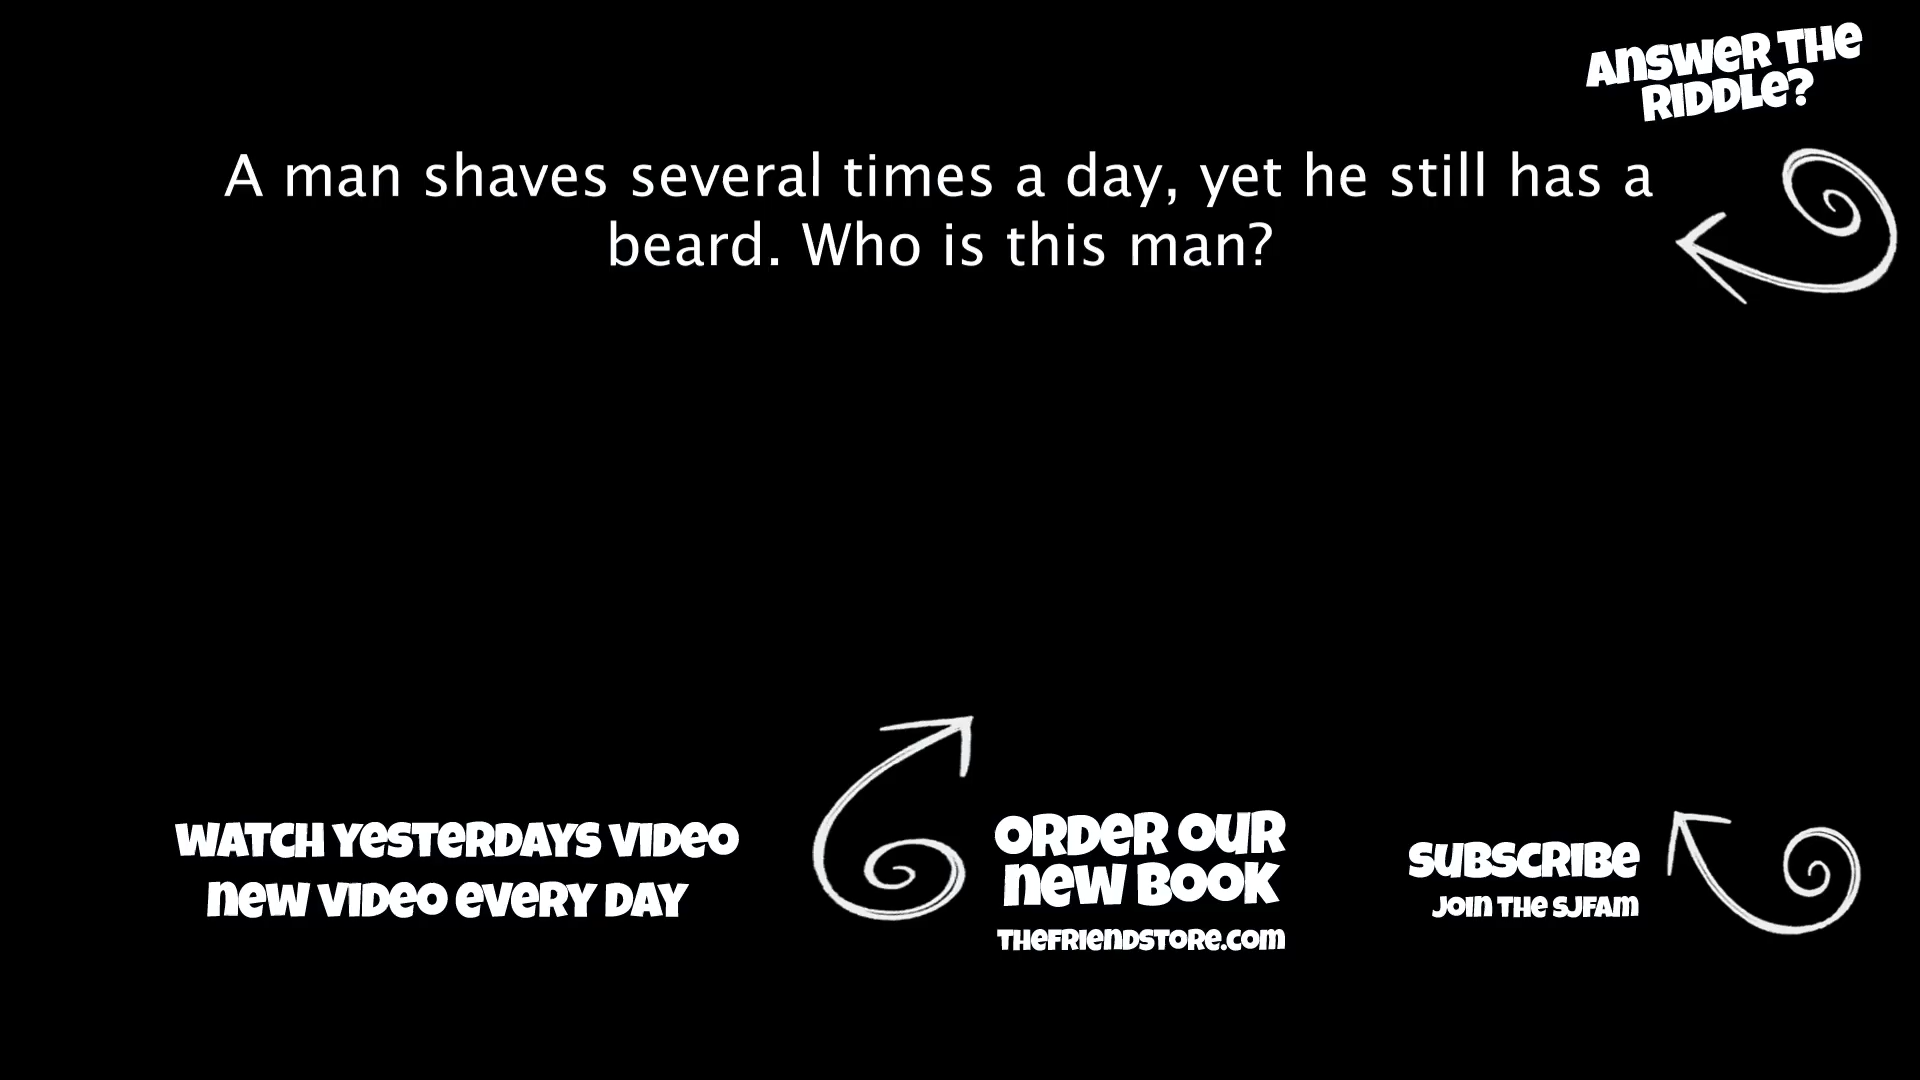 ANSWER THE
RIDDLE?
A man shaves several times a day, yet he still has a
beard. Who is this man?
WATCH YESTERDAYS VIDEO
NEW VIDEO EVERY DAY
ORDER OUR
NEW BOOK
THEFRIENDSTORE.COM
SUBSCRIBE
JOIN THE SJFAM